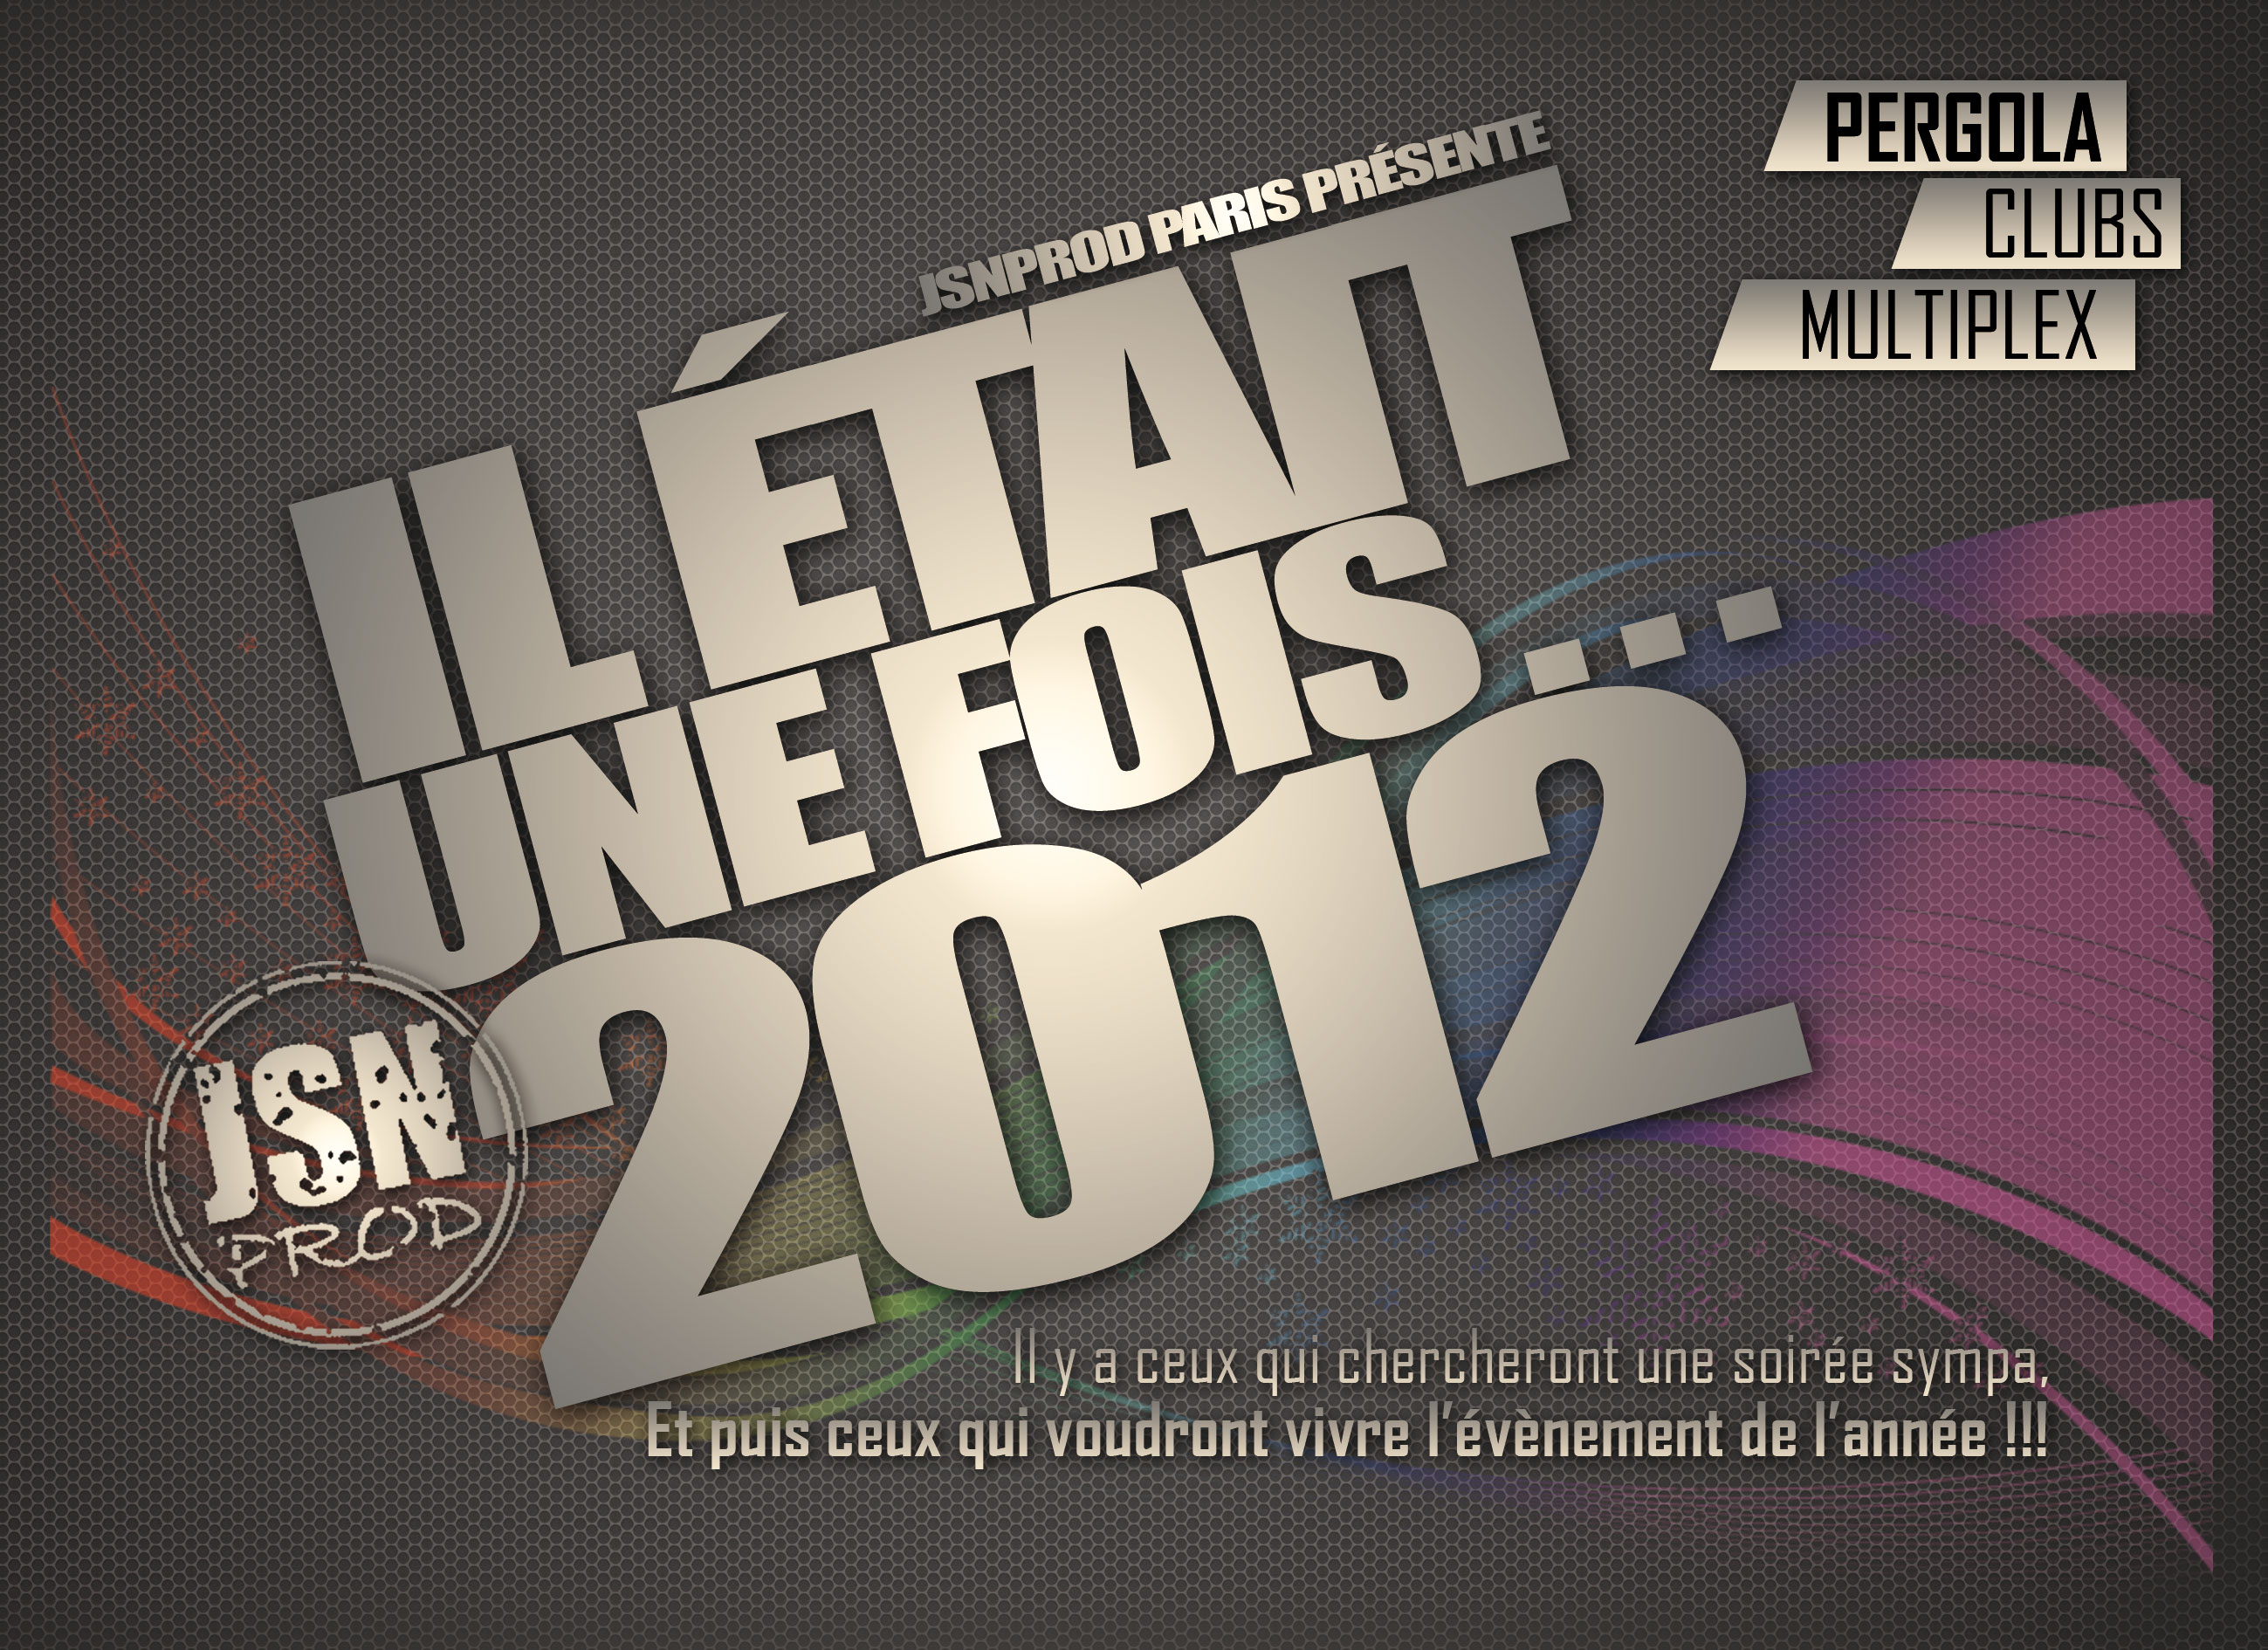 PERGOLA
CLUBS
MULTIPLEX
JSNPROD PARIS PRÉSENTE
IL ÉTAIT
UNE FOIS...
2012
JSN
PROD
Il y a ceux qui chercheront une soirée sympa,
Et puis ceux qui voudront vivre l'évènement de l'année !!!